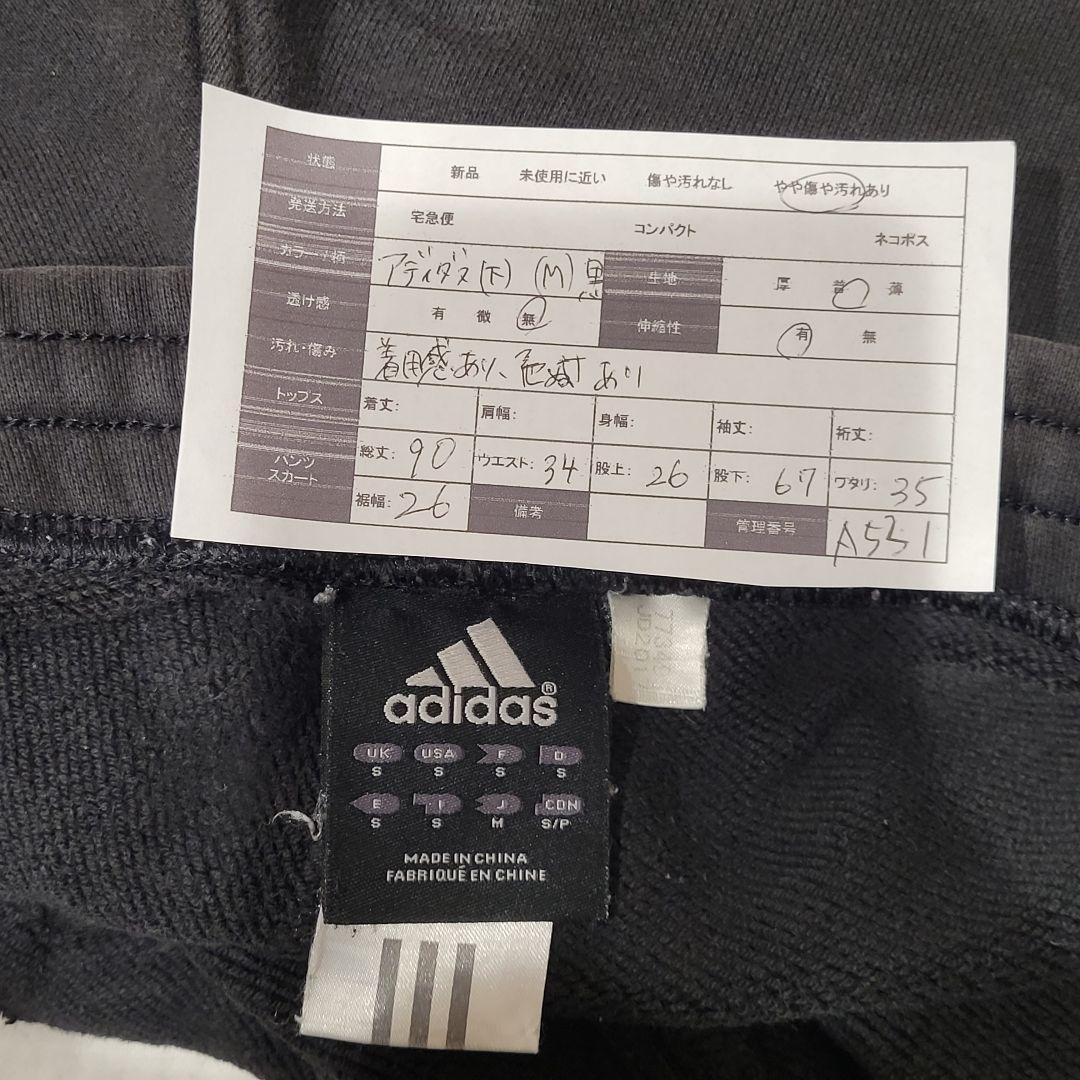 状態 新品 未使用に近い 傷や汚れなし やや傷や汚れあり
発送方法 宅急便 コンパクト ネコポス
カラー・柄 アディダス(下) (M) 黒 生地 厚 普 薄
透け感 有 微 無 伸縮性 有 無
汚れ・傷み 着用感あり、色減あり
トップス 着丈: 肩幅: 身幅: 袖丈: 裄丈:
パンツ スカート 総丈: 90 ウエスト: 34 股上: 26 股下: 67 ワタリ: 35
裾幅: 26 備考 管理番号 A531
adidas®
UK USA F D
S S S S
E I J CDN
S S M S/P
MADE IN CHINA
FABRIQUÉ EN CHINE
7734
JD201